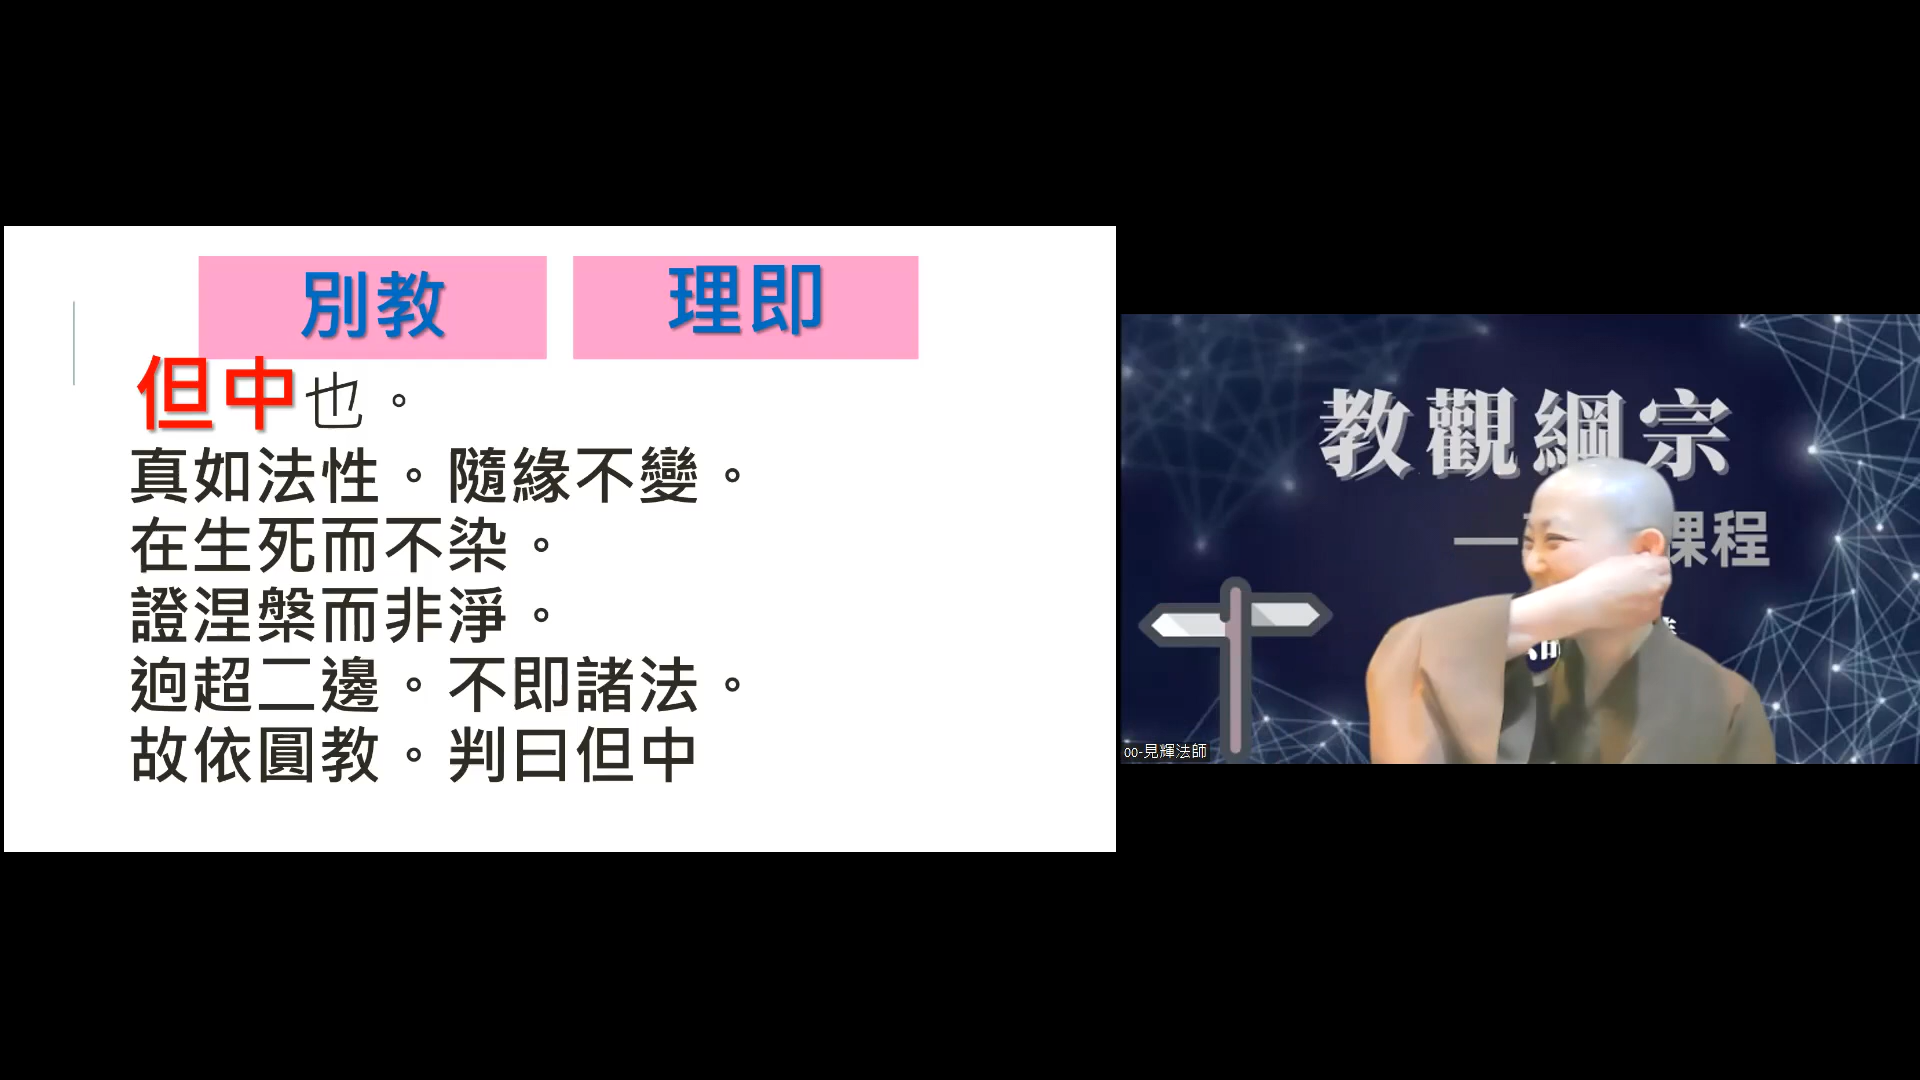 別教 理即
但中也。
真如法性。隨緣不變。
在生死而不染。
證涅槃而非淨。
迥超二邊。不即諸法。
故依圓教。判曰但中
教觀綱宗
課程
oo-見輝法師